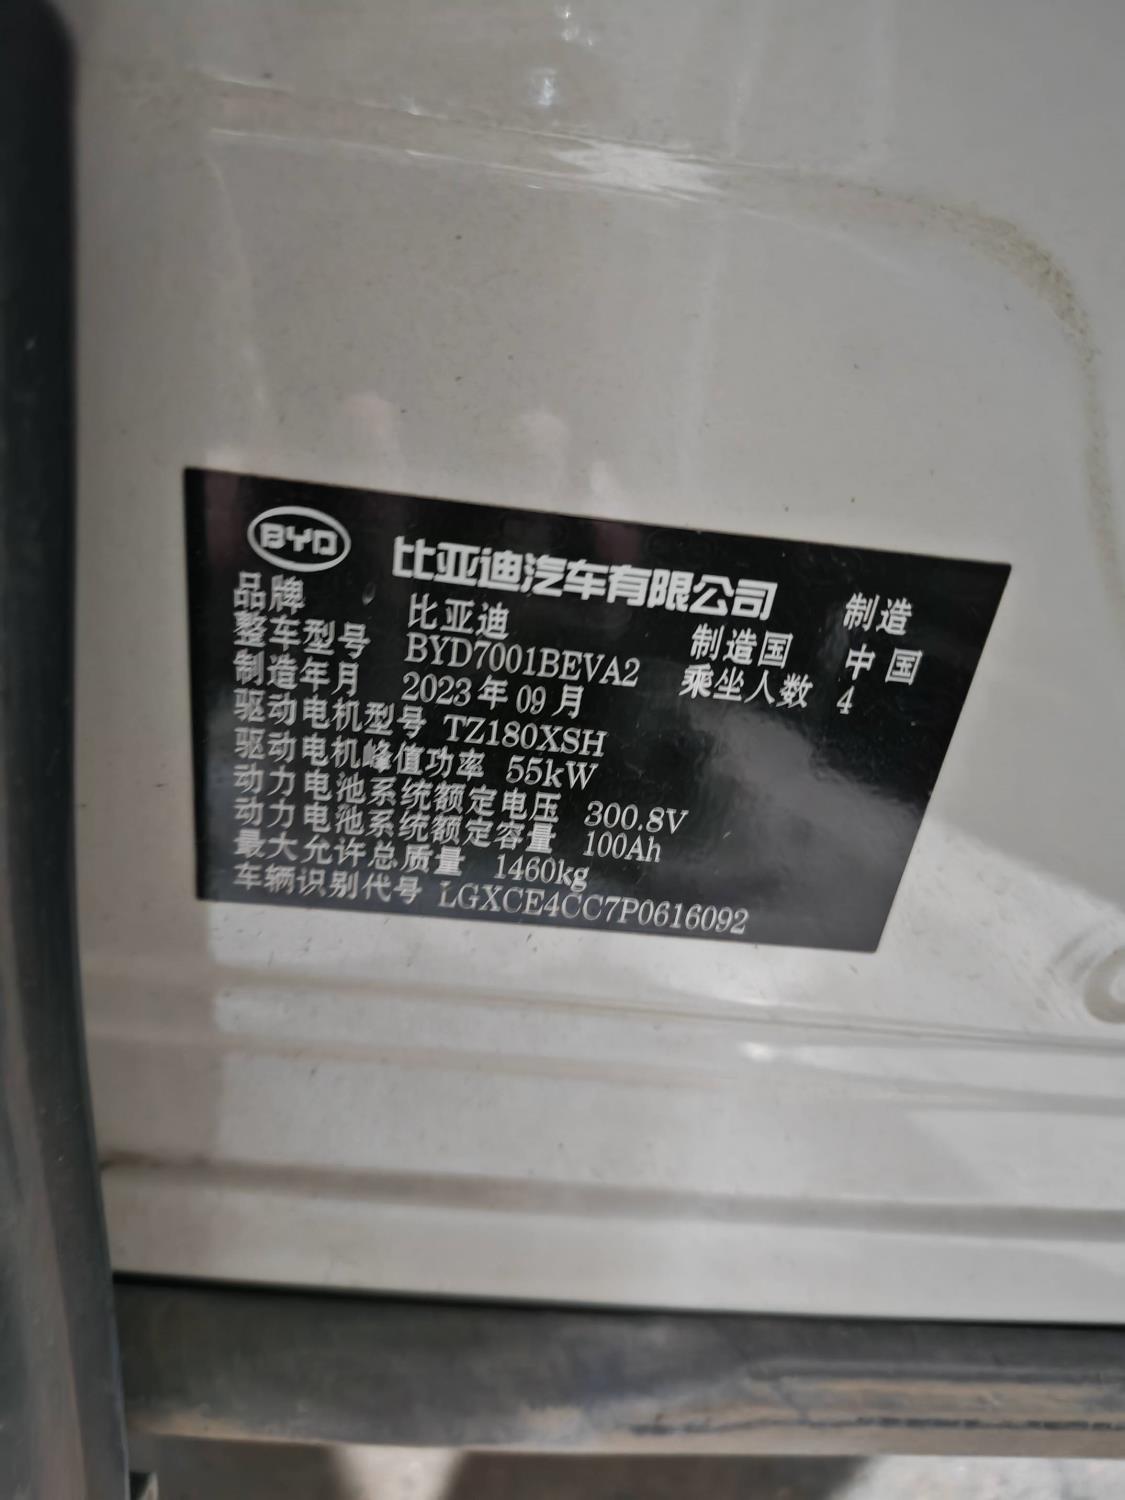 BYD 比亚迪汽车有限公司 制造
品牌 比亚迪 制造国 中国
整车型号 BYD7001BEVA2 乘坐人数 4
制造年月 2023年09月
驱动电机型号 TZ180XSH
驱动电机峰值功率 55kW
动力电池系统额定电压 300.8V
动力电池系统额定容量 100Ah
最大允许总质量 1460kg
车辆识别代号 LGXCE4CC7P0616092